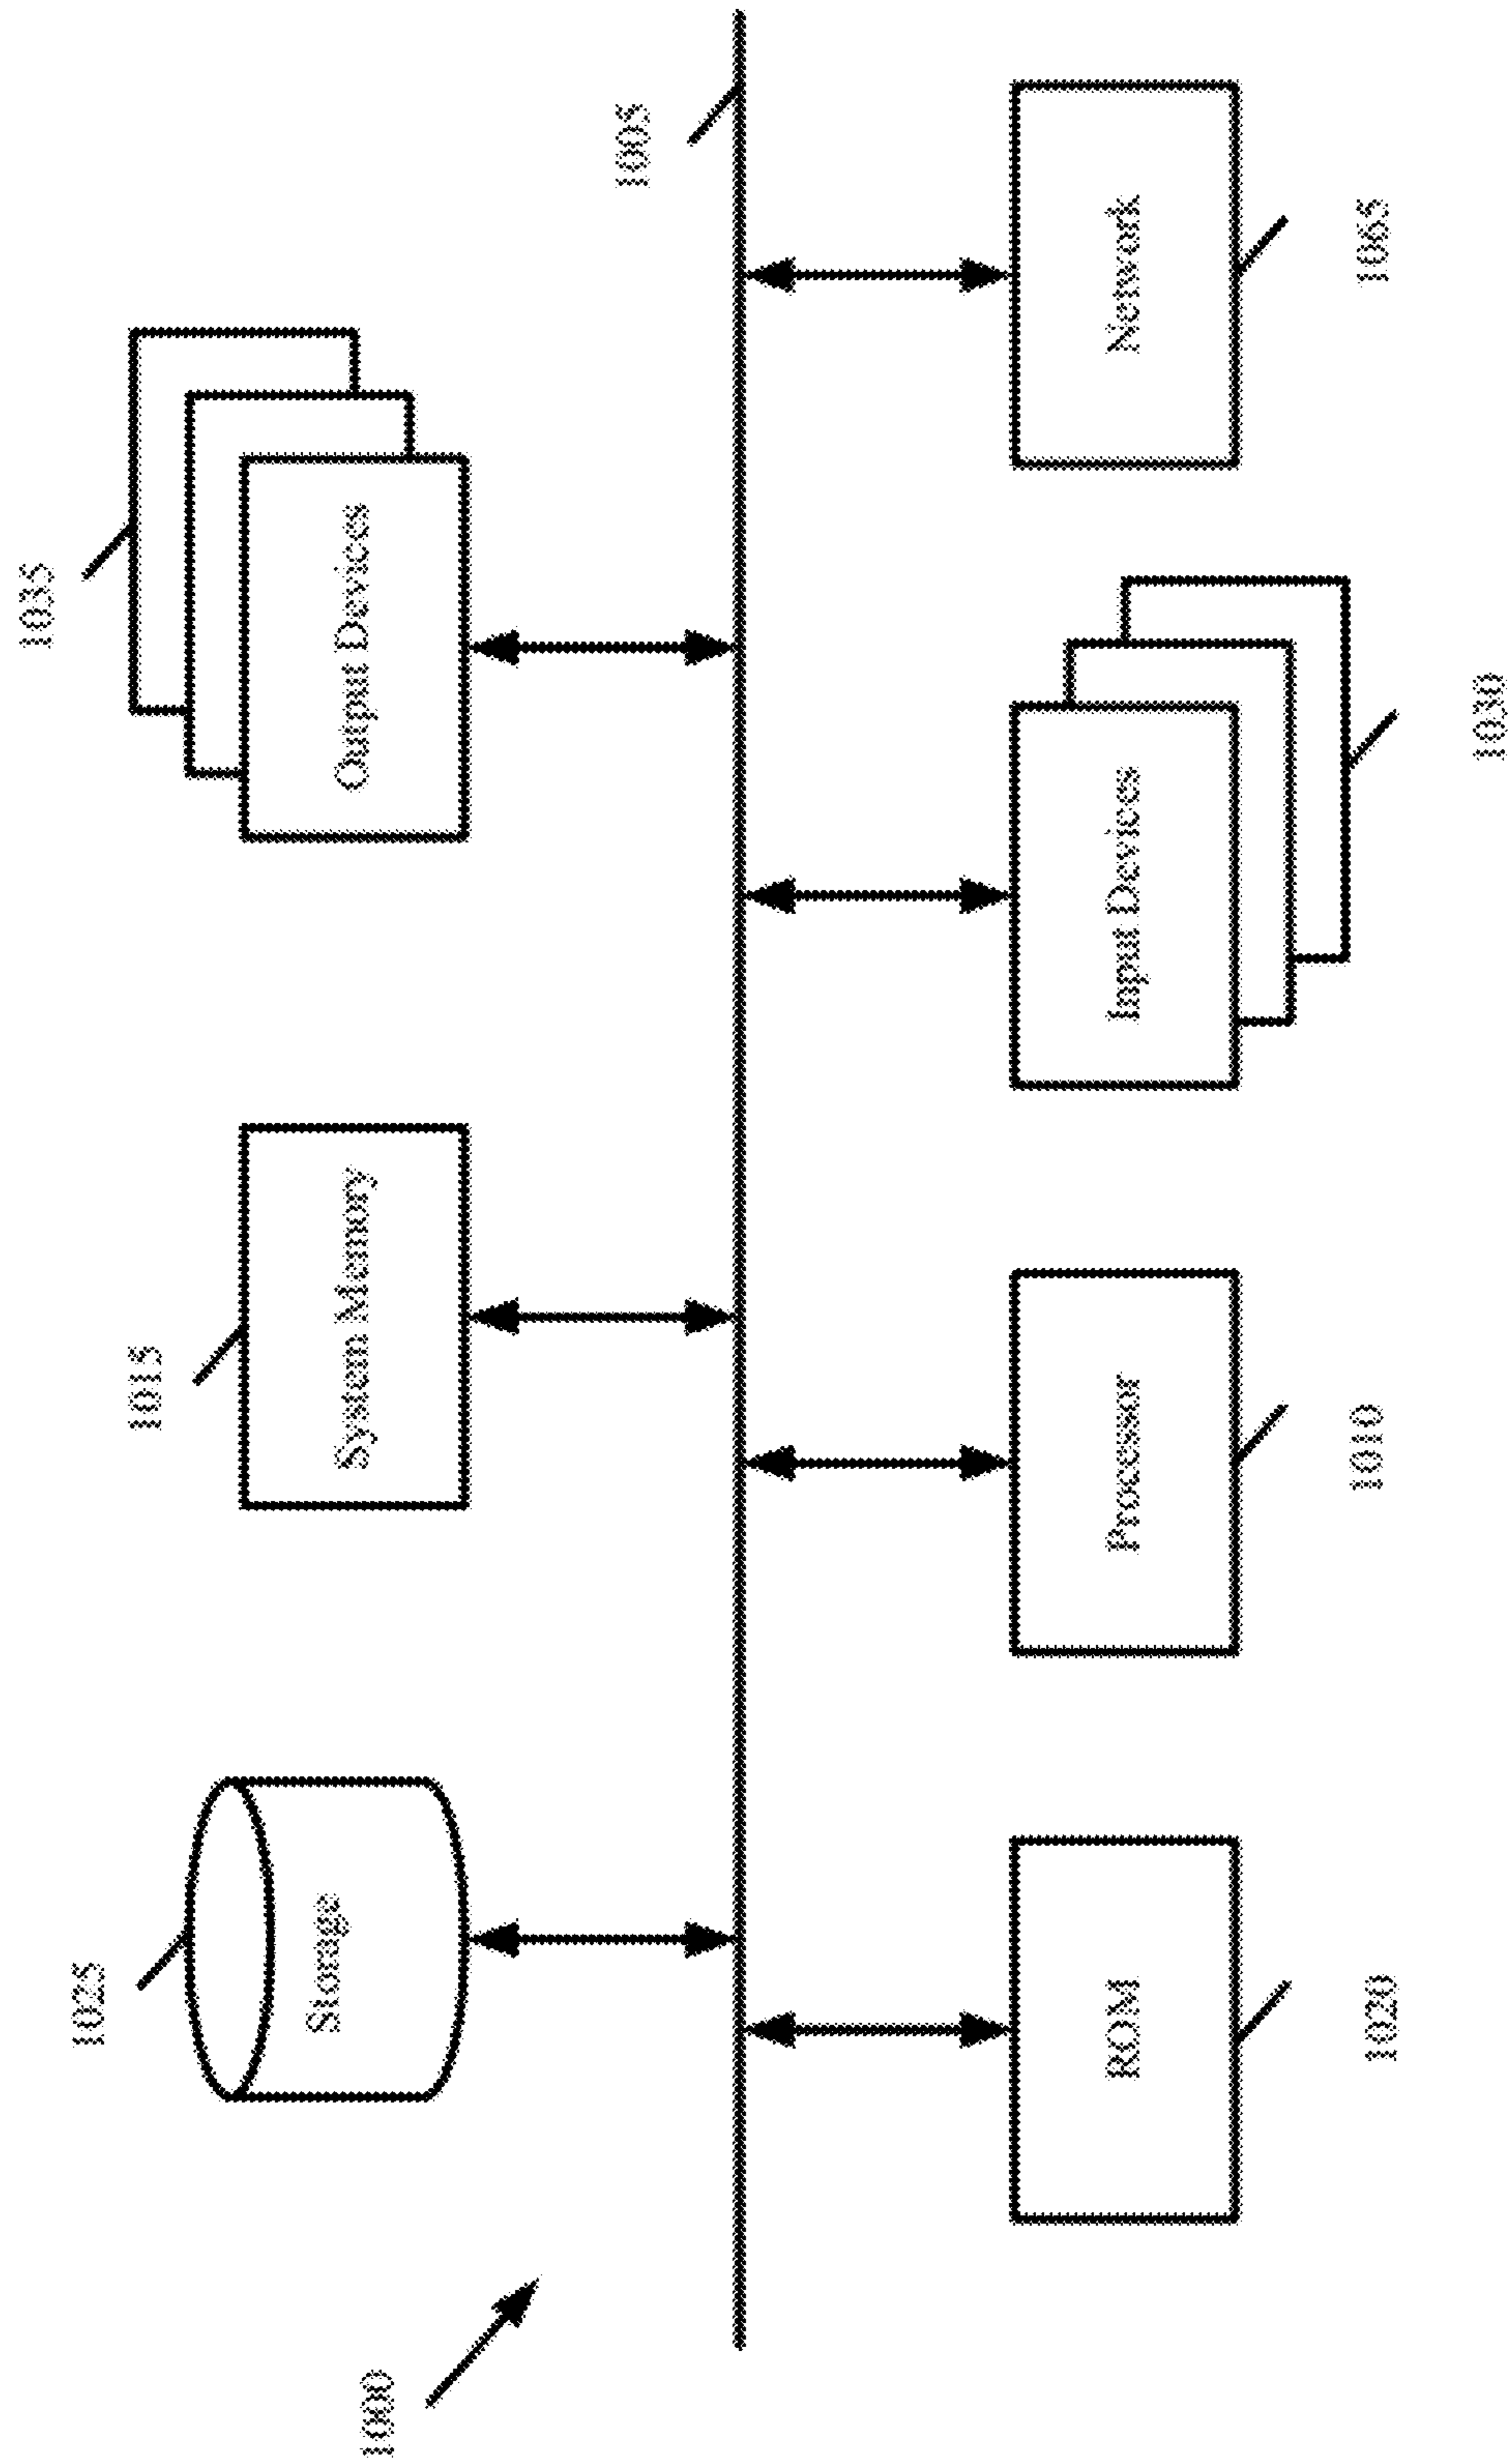 1000
1025
Storage
1015
System Memory
1035
Output Devices
1005
ROM
1020
Processor
1010
Input Devices
1030
Network
1065